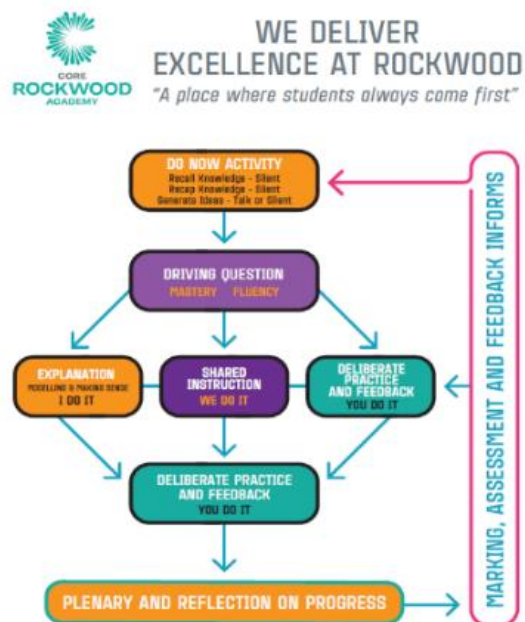 CORE
ROCKWOOD
ACADEMY
WE DELIVER
EXCELLENCE AT ROCKWOOD
"A place where students always come first"
DO NOW ACTIVITY
Recall Knowledge - Silent
Recap Knowledge - Silent
Generate Ideas - Talk or Silent
DRIVING QUESTION
MASTERY FLUENCY
EXPLANATION
MODELLING & MAKING SENSE
I DO IT
SHARED
INSTRUCTION
WE DO IT
DELIBERATE
PRACTICE
AND FEEDBACK
YOU DO IT
DELIBERATE PRACTICE
AND FEEDBACK
YOU DO IT
PLENARY AND REFLECTION ON PROGRESS
MARKING, ASSESSMENT AND FEEDBACK INFORMS